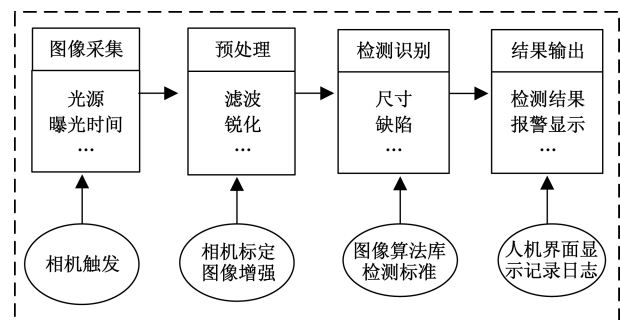 图像采集
光源
曝光时间
…
预处理
滤波
锐化
…
检测识别
尺寸
缺陷
…
结果输出
检测结果
报警显示
…
相机触发
相机标定
图像增强
图像算法库
检测标准
人机界面显
示记录日志